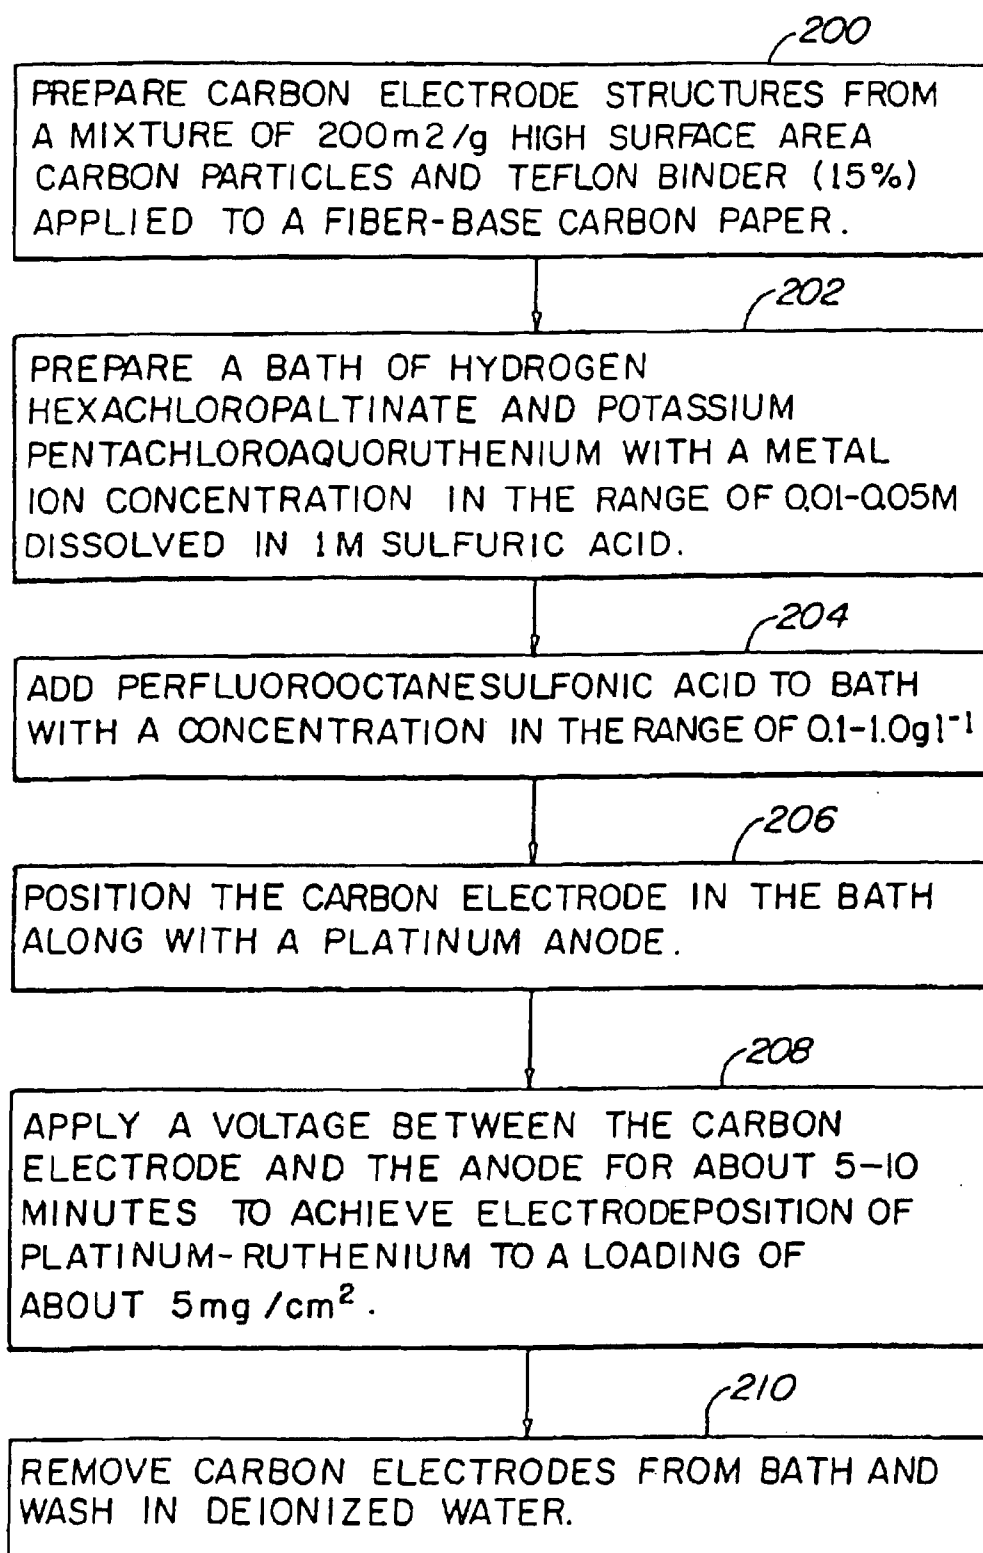 200
PREPARE CARBON ELECTRODE STRUCTURES FROM
A MIXTURE OF 200m2/g HIGH SURFACE AREA
CARBON PARTICLES AND TEFLON BINDER (15%)
APPLIED TO A FIBER-BASE CARBON PAPER.
202
PREPARE A BATH OF HYDROGEN
HEXACHLOROPALTINATE AND POTASSIUM
PENTACHLOROAQUORUTHENIUM WITH A METAL
ION CONCENTRATION IN THE RANGE OF 0.01-0.05M
DISSOLVED IN 1M SULFURIC ACID.
204
ADD PERFLUOROOCTANESULFONIC ACID TO BATH
WITH A CONCENTRATION IN THE RANGE OF 0.1-1.0gl⁻¹
206
POSITION THE CARBON ELECTRODE IN THE BATH
ALONG WITH A PLATINUM ANODE.
208
APPLY A VOLTAGE BETWEEN THE CARBON
ELECTRODE AND THE ANODE FOR ABOUT 5-10
MINUTES TO ACHIEVE ELECTRODEPOSITION OF
PLATINUM-RUTHENIUM TO A LOADING OF
ABOUT 5mg/cm².
210
REMOVE CARBON ELECTRODES FROM BATH AND
WASH IN DEIONIZED WATER.